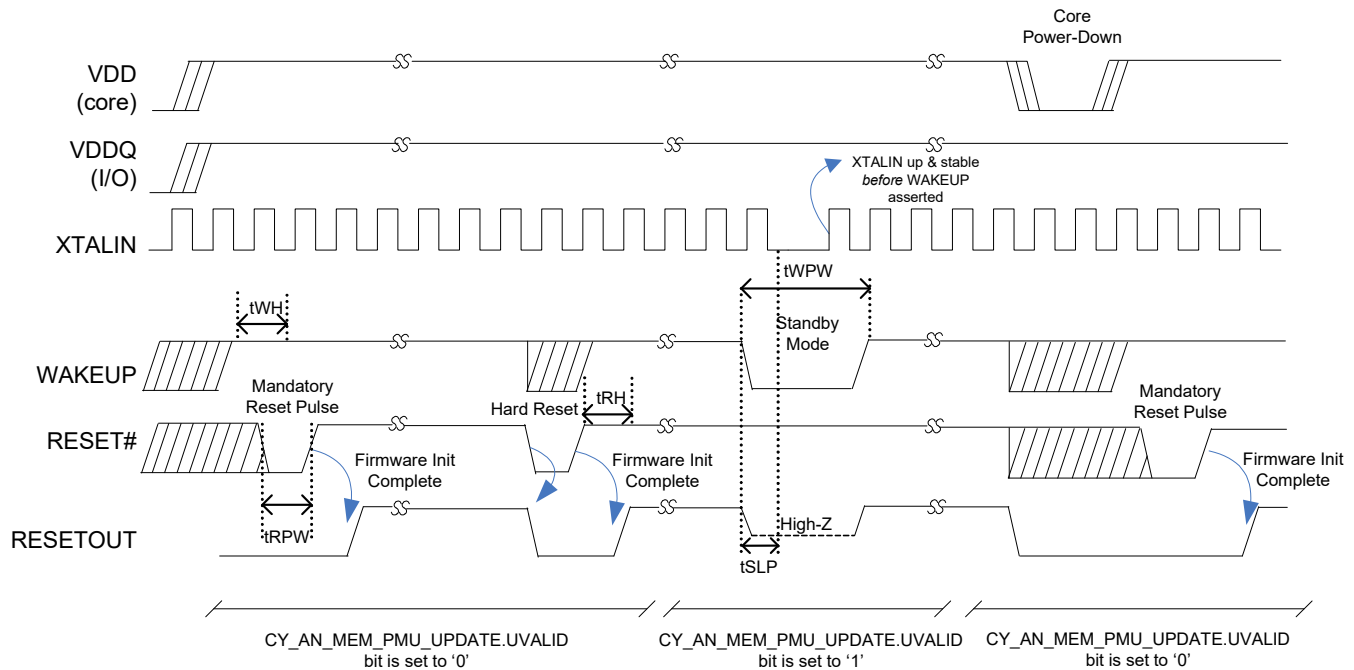 Core
Power-Down
VDD
(core)
VDDQ
(I/O)
XTALIN up & stable
before WAKEUP
asserted
XTALIN
tWPW
tWH
Standby
Mode
WAKEUP
Mandatory
Reset Pulse
Hard Reset
tRH
Mandatory
Reset Pulse
RESET#
Firmware Init
Complete
Firmware Init
Complete
Firmware Init
Complete
High-Z
RESETOUT
tRPW
tSLP
CY_AN_MEM_PMU_UPDATE.UVALID
bit is set to ‘0’
CY_AN_MEM_PMU_UPDATE.UVALID
bit is set to ‘1’
CY_AN_MEM_PMU_UPDATE.UVALID
bit is set to ‘0’